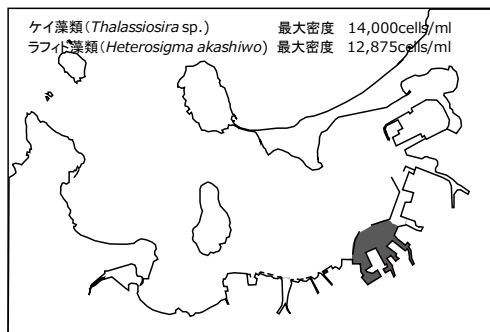 ケイ藻類(Thalassiosira sp.) 最大密度 14,000cells/ml
ラフィド藻類(Heterosigma akashiwo) 最大密度 12,875cells/ml